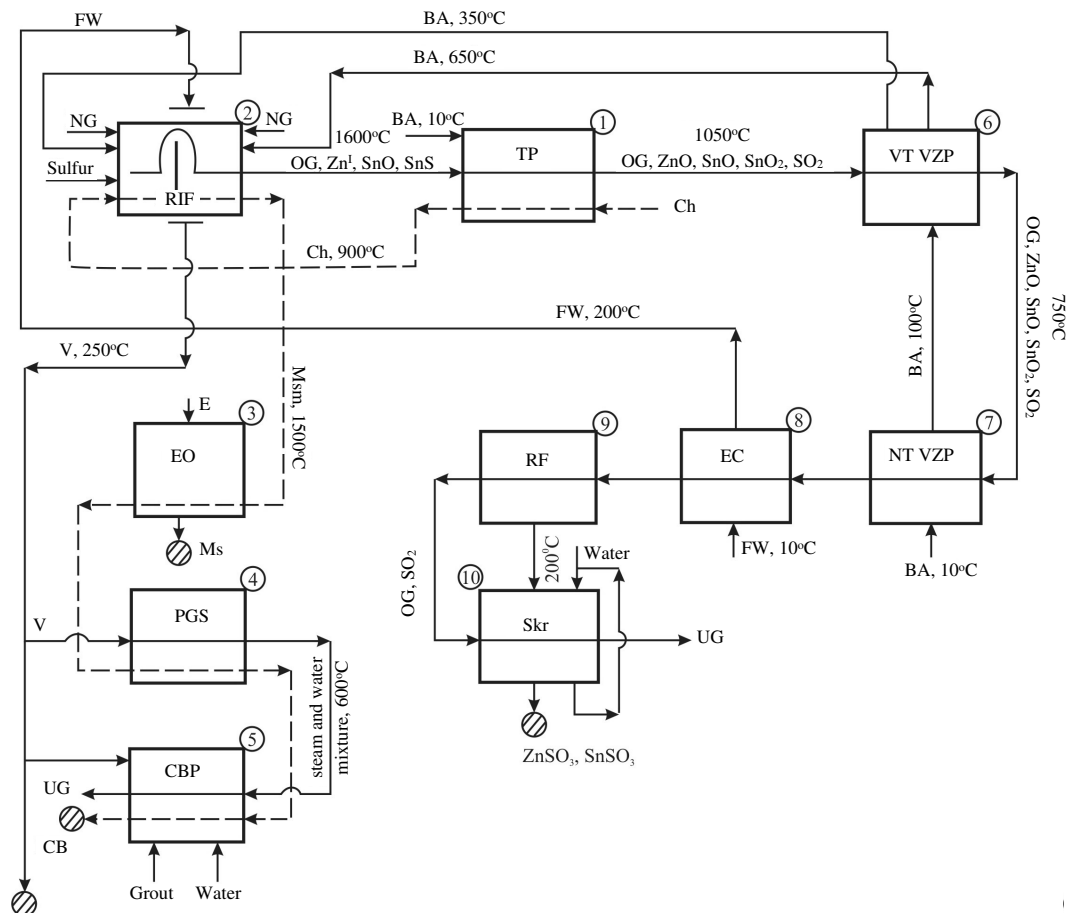 FW
BA, 350°C
BA, 650°C
2
NG
NG
1600°C
BA, 10°C
1
1050°C
6
TP
VT VZP
Sulfur
OG, Znᴵ, SnO, SnS
OG, ZnO, SnO, SnO₂, SO₂
RIF
Ch
Ch, 900°C
OG, ZnO, SnO, SnO₂, SO₂
750°C
FW, 200°C
BA, 100°C
V, 250°C
Msm, 1500°C
E
3
EO
9
8
7
RF
EC
NT VZP
Ms
200⁰C
Water
FW, 10°C
BA, 10°C
4
10
OG, SO₂
V
PGS
Skr
UG
steam and water
mixture, 600°C
5
ZnSO₃, SnSO₃
CBP
UG
CB
Grout
Water